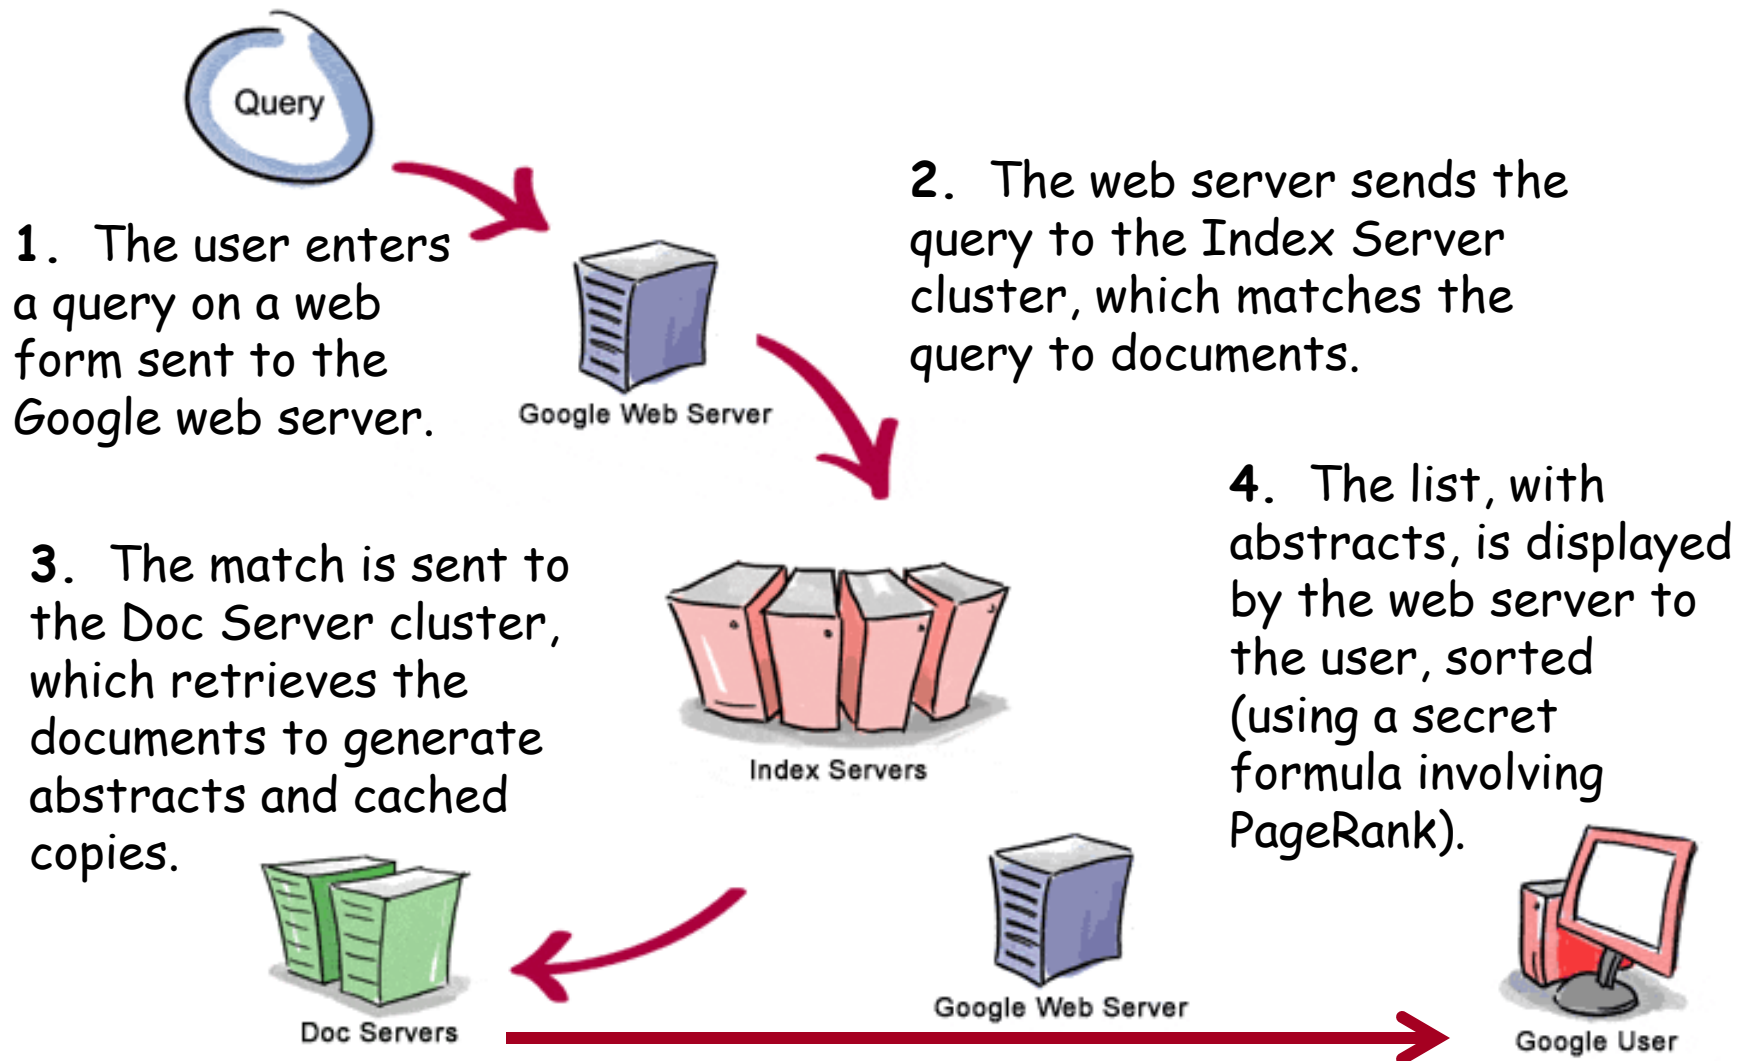 Query
1. The user enters
a query on a web
form sent to the
Google web server.
Google Web Server
2. The web server sends the
query to the Index Server
cluster, which matches the
query to documents.
3. The match is sent to
the Doc Server cluster,
which retrieves the
documents to generate
abstracts and cached
copies.
Index Servers
4. The list, with
abstracts, is displayed
by the web server to
the user, sorted
(using a secret
formula involving
PageRank).
Doc Servers
Google Web Server
Google User